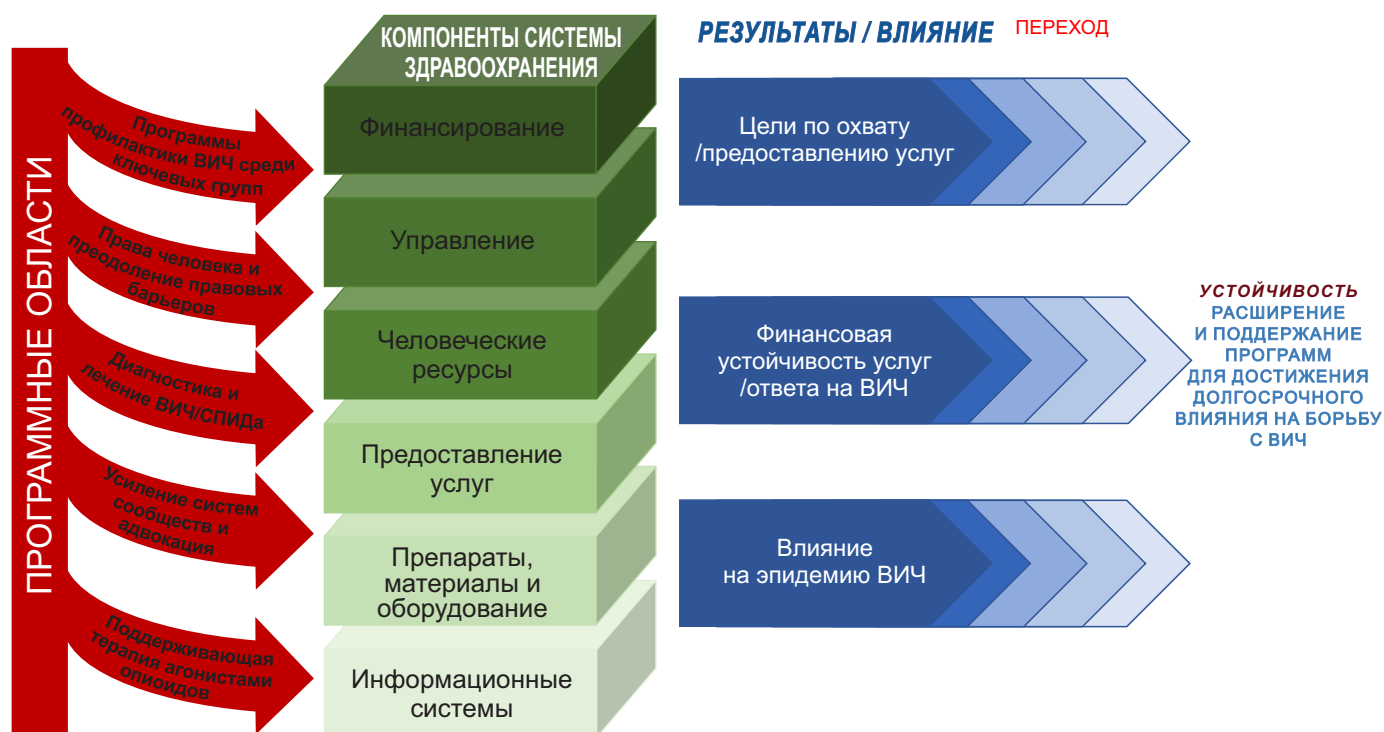 ПРОГРАММНЫЕ ОБЛАСТИ
Программы
профилактики ВИЧ среди
ключевых групп
Права человека и
преодоление правовых
барьеров
Диагностика и
лечение ВИЧ/СПИДа
Усиление систем
сообществ и
адвокация
Поддерживающая
терапия агонистами
опиоидов
КОМПОНЕНТЫ СИСТЕМЫ
ЗДРАВООХРАНЕНИЯ
Финансирование
Управление
Человеческие
ресурсы
Предоставление
услуг
Препараты,
материалы и
оборудование
Информационные
системы
РЕЗУЛЬТАТЫ / ВЛИЯНИЕ
ПЕРЕХОД
Цели по охвату
/предоставлению услуг
Финансовая
устойчивость услуг
/ответа на ВИЧ
Влияние
на эпидемию ВИЧ
УСТОЙЧИВОСТЬ
РАСШИРЕНИЕ
И ПОДДЕРЖАНИЕ
ПРОГРАММ
ДЛЯ ДОСТИЖЕНИЯ
ДОЛГОСРОЧНОГО
ВЛИЯНИЯ НА БОРЬБУ
С ВИЧ